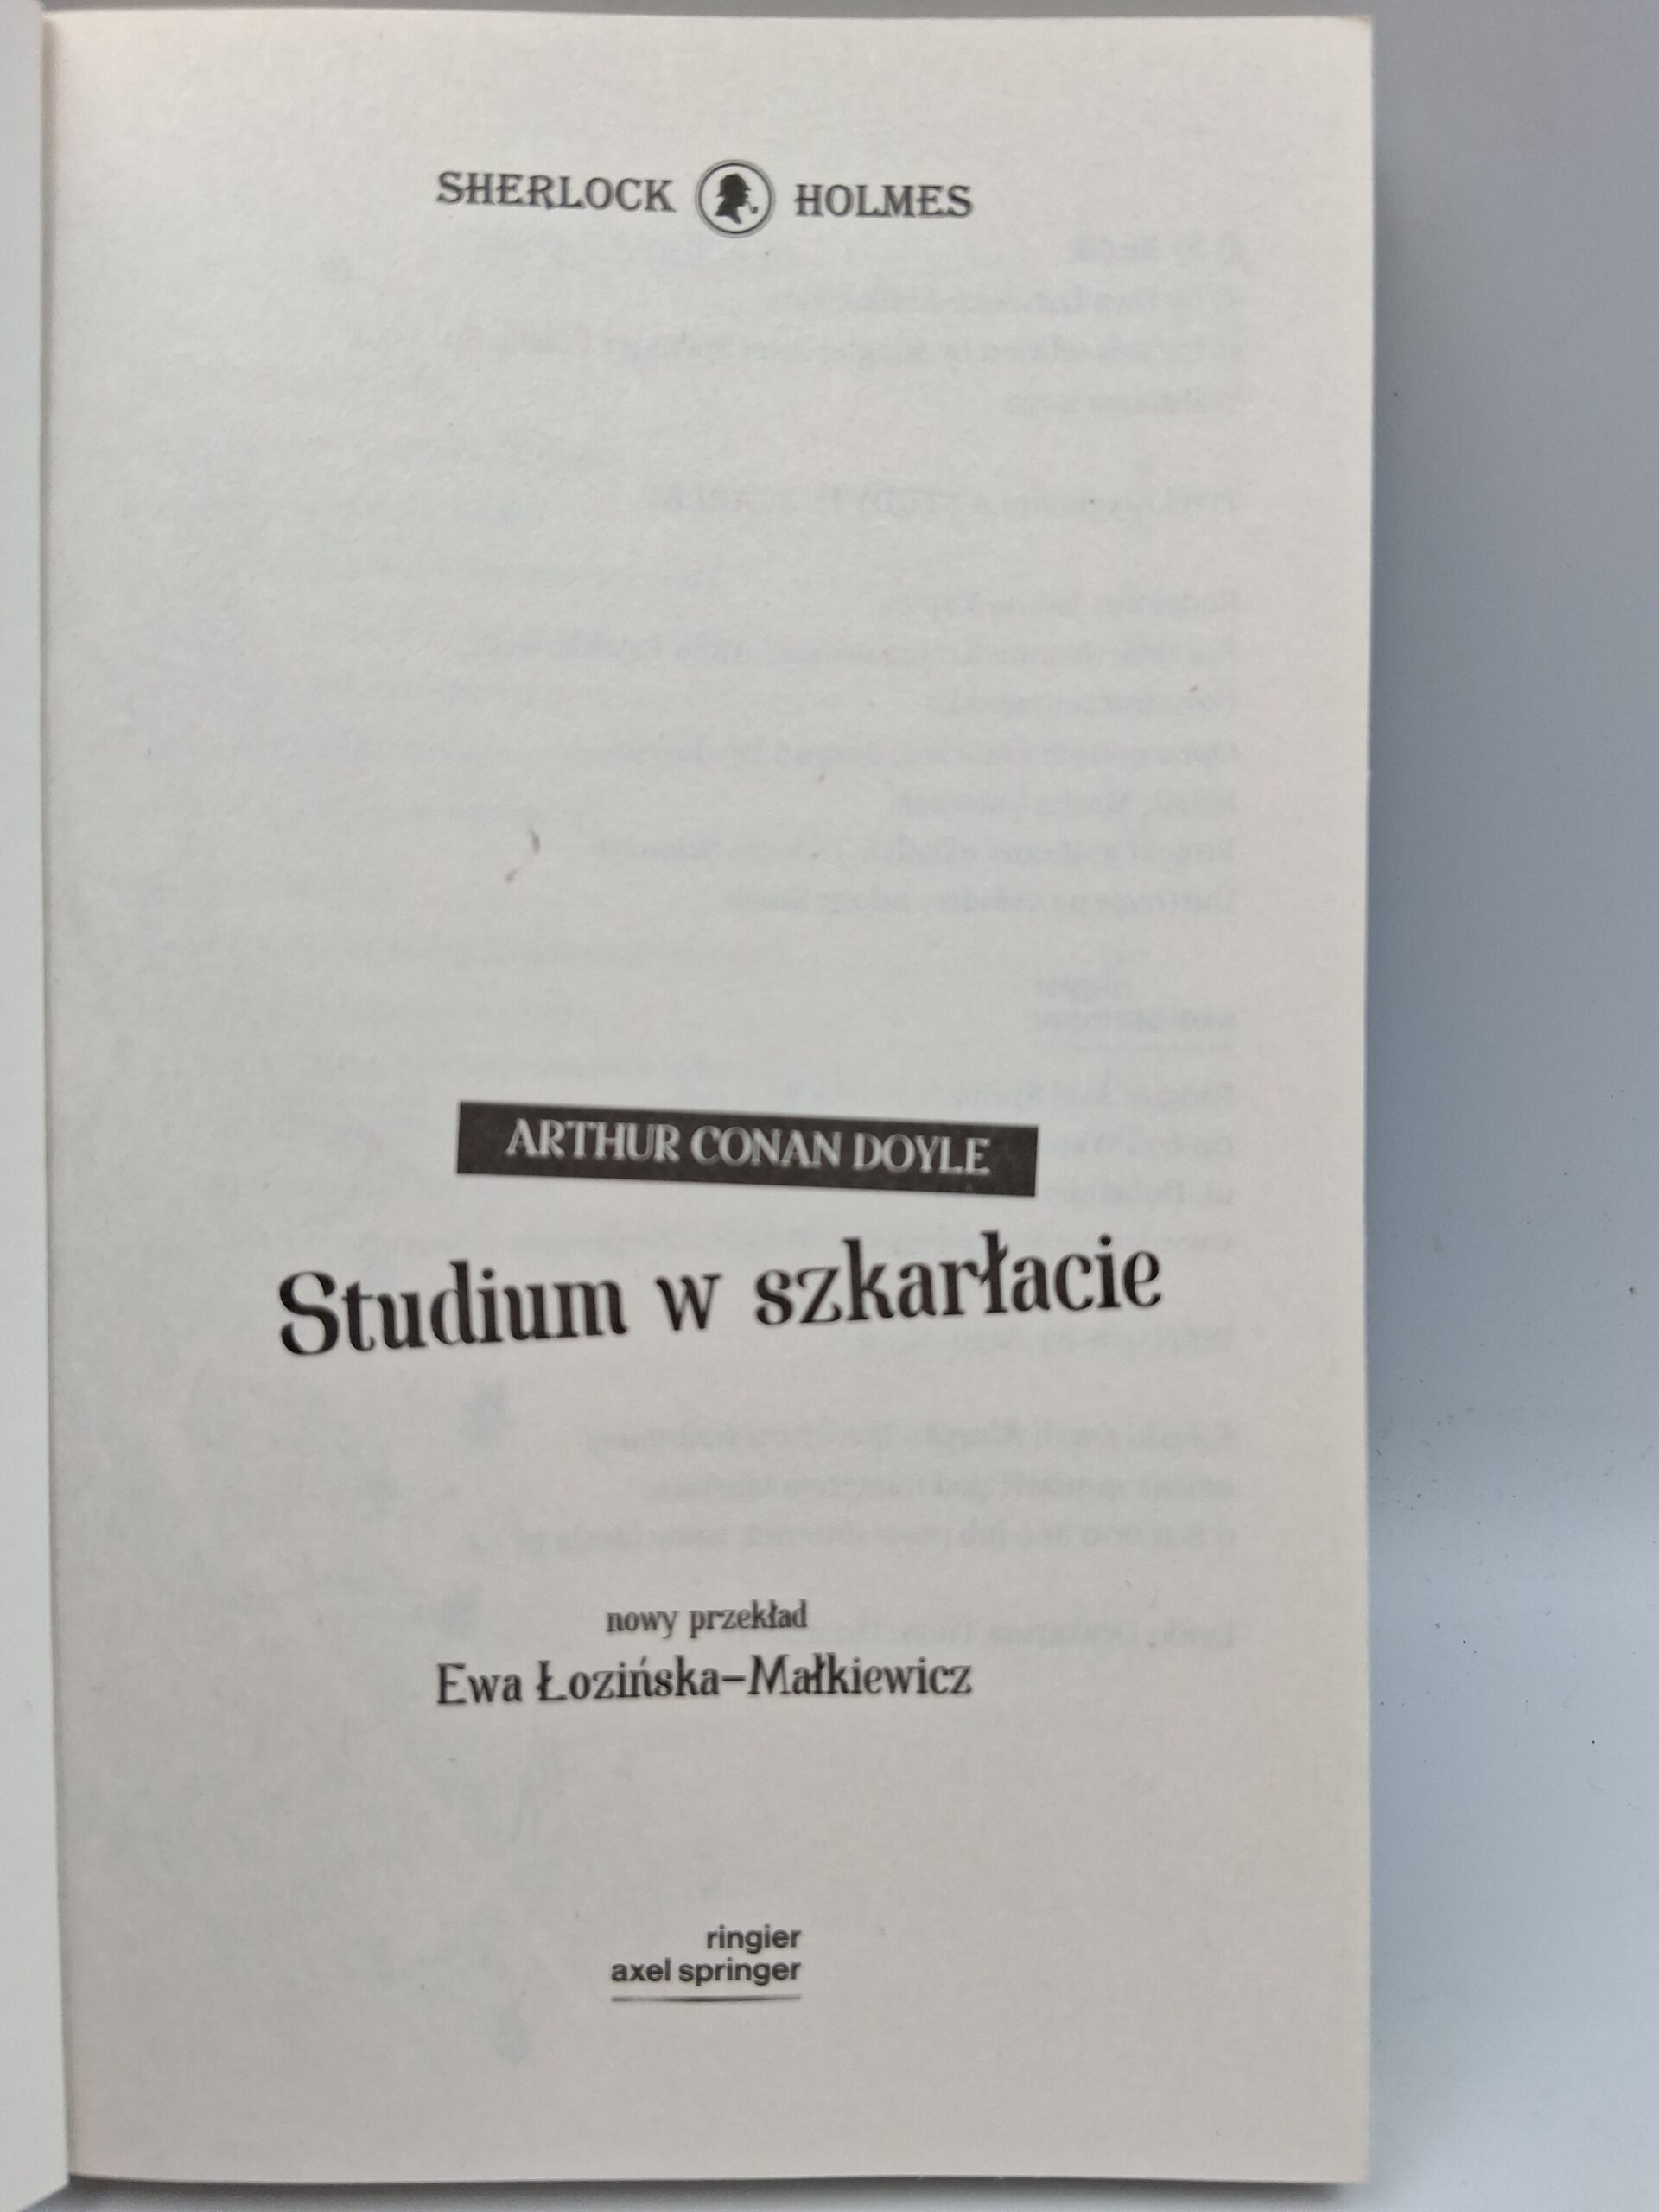 SHERLOCK HOLMES
ARTHUR CONAN DOYLE
Studium w szkarłacie
nowy przekład
Ewa Łozińska–Małkiewicz
ringier
axel springer